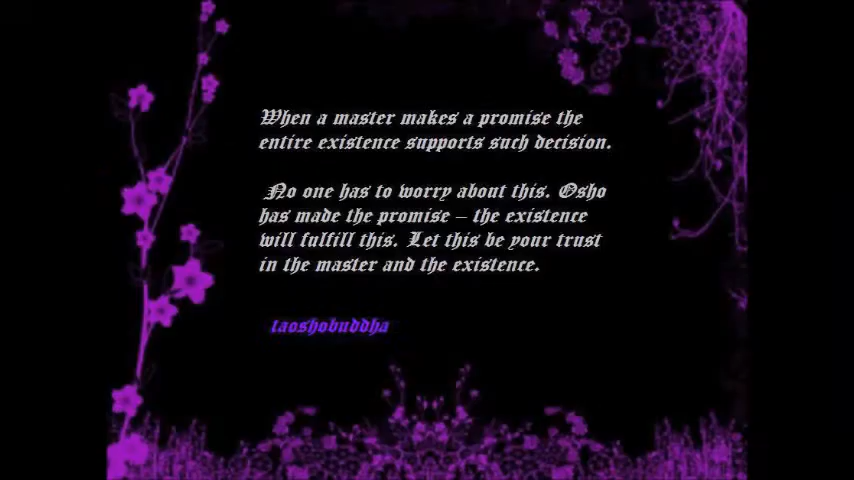 When a master makes a promise the
entire existence supports such decision.
No one has to worry about this. Osho
has made the promise – the existence
will fulfill this. Let this be your trust
in the master and the existence.
taoshobuddha